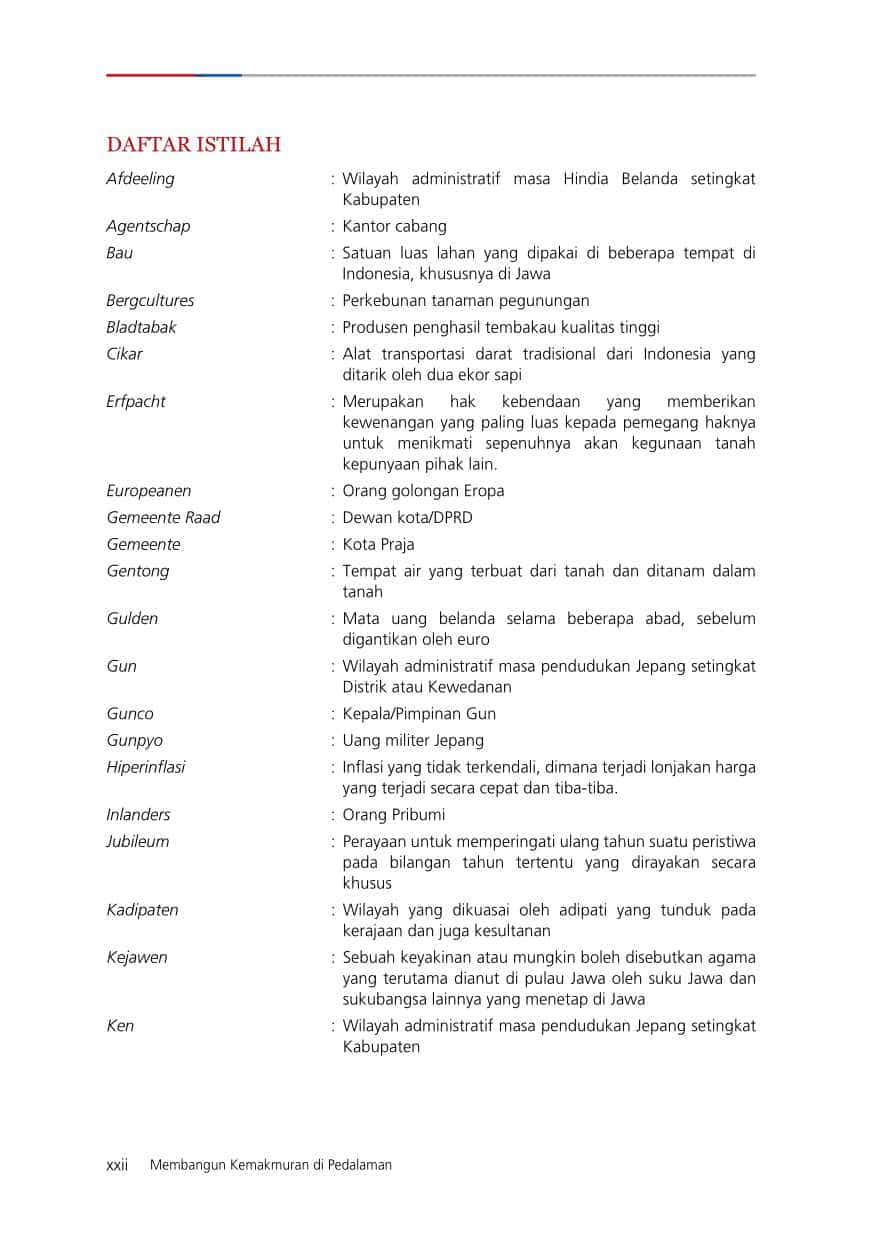 DAFTAR ISTILAH
Afdeeling : Wilayah administratif masa Hindia Belanda setingkat
Kabupaten
Agentschap : Kantor cabang
Bau : Satuan luas lahan yang dipakai di beberapa tempat di
Indonesia, khususnya di Jawa
Bergcultures : Perkebunan tanaman pegunungan
Bladtabak : Produsen penghasil tembakau kualitas tinggi
Cikar : Alat transportasi darat tradisional dari Indonesia yang
ditarik oleh dua ekor sapi
Erfpacht : Merupakan hak kebendaan yang memberikan
kewenangan yang paling luas kepada pemegang haknya
untuk menikmati sepenuhnya akan kegunaan tanah
kepunyaan pihak lain.
Europeanen : Orang golongan Eropa
Gemeente Raad : Dewan kota/DPRD
Gemeente : Kota Praja
Gentong : Tempat air yang terbuat dari tanah dan ditanam dalam
tanah
Gulden : Mata uang belanda selama beberapa abad, sebelum
digantikan oleh euro
Gun : Wilayah administratif masa pendudukan Jepang setingkat
Distrik atau Kewedanan
Gunco : Kepala/Pimpinan Gun
Gunpyo : Uang militer Jepang
Hiperinflasi : Inflasi yang tidak terkendali, dimana terjadi lonjakan harga
yang terjadi secara cepat dan tiba-tiba.
Inlanders : Orang Pribumi
Jubileum : Perayaan untuk memperingati ulang tahun suatu peristiwa
pada bilangan tahun tertentu yang dirayakan secara
khusus
Kadipaten : Wilayah yang dikuasai oleh adipati yang tunduk pada
kerajaan dan juga kesultanan
Kejawen : Sebuah keyakinan atau mungkin boleh disebutkan agama
yang terutama dianut di pulau Jawa oleh suku Jawa dan
sukubangsa lainnya yang menetap di Jawa
Ken : Wilayah administratif masa pendudukan Jepang setingkat
Kabupaten
xxii Membangun Kemakmuran di Pedalaman